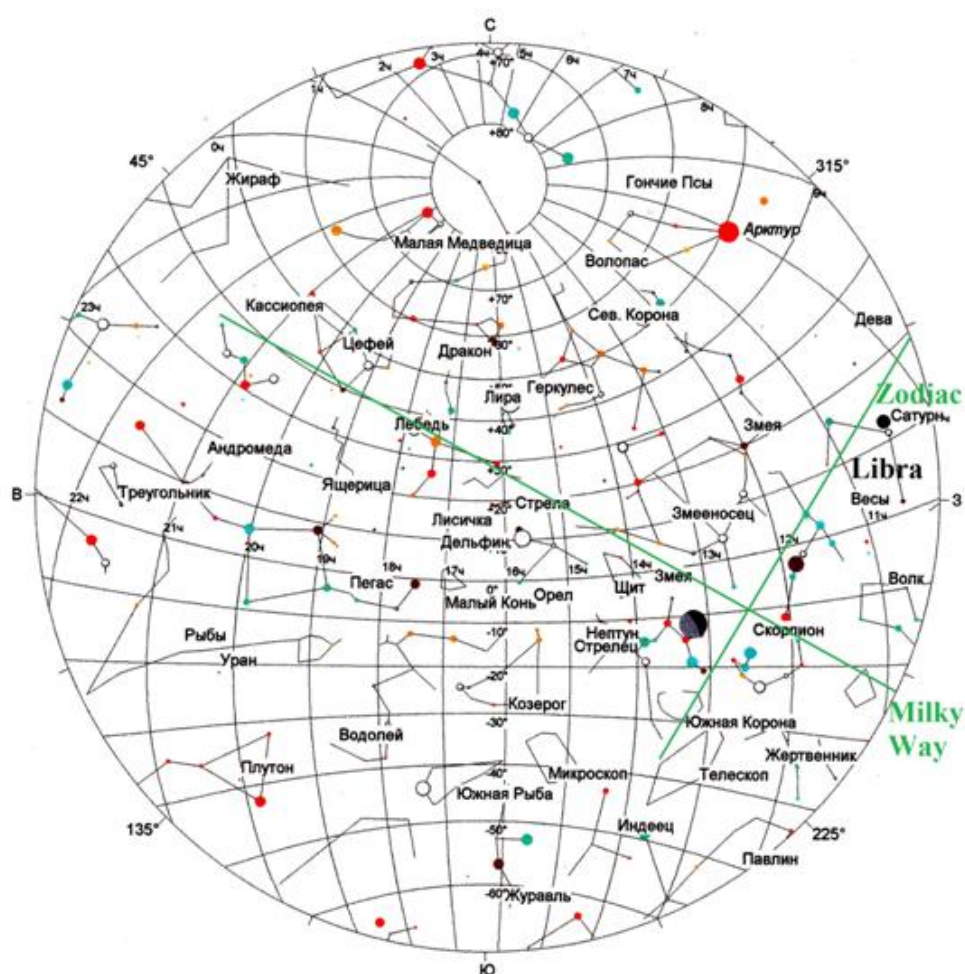 С
4ч
5ч
3ч
+70°
6ч
2ч
7ч
1ч
8ч
+80°
45°
0ч
315°
Жираф
Гончие Псы
9ч
Арктур
Малая Медведица
Волопас
+70°
Кассиопея
23ч
Сев. Корона
Дева
Цефей
Дракон
Геркулес
Лира
Zodiac
Лебедь
Сатурн
+40°
Змея
Андромеда
Libra
Ящерица
В
22ч
Треугольник
Стрела
Весы
З
Лисичка
Змееносец
11ч
21ч
Дельфин
20ч
19ч
18ч
17ч
16ч
15ч
14ч
13ч
12ч
Пегас
0°
Орел
Щит
Змея
Волк
Малый Конь
-10°
Рыбы
Нептун
Скорпион
Уран
Стрелец
-20°
Козерог
-30°
Южная Корона
Milky
Way
Водолей
Жертвенник
Плутон
-40°
Микроскоп
Телескоп
Южная Рыба
135°
-50°
Индеец
225°
Павлин
-60°
Журавль
Ю